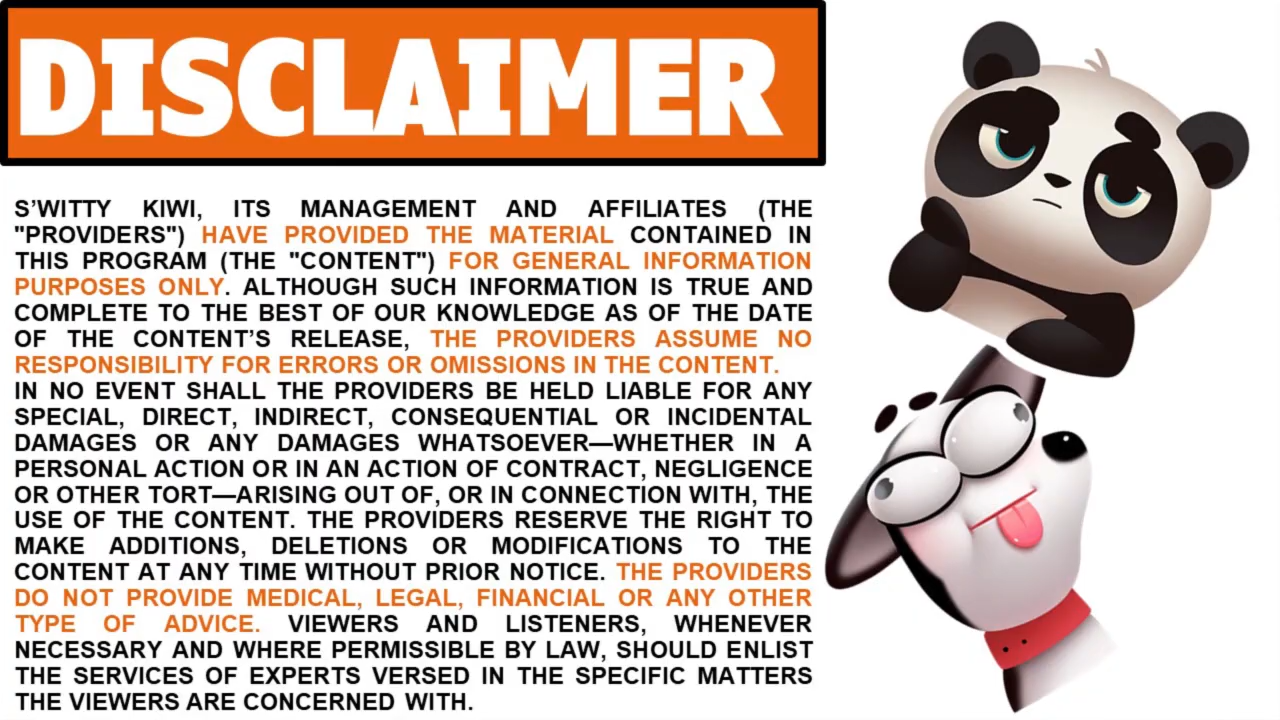 DISCLAIMER
S’WITTY KIWI, ITS MANAGEMENT AND AFFILIATES (THE
"PROVIDERS") HAVE PROVIDED THE MATERIAL CONTAINED IN
THIS PROGRAM (THE "CONTENT") FOR GENERAL INFORMATION
PURPOSES ONLY. ALTHOUGH SUCH INFORMATION IS TRUE AND
COMPLETE TO THE BEST OF OUR KNOWLEDGE AS OF THE DATE
OF THE CONTENT’S RELEASE, THE PROVIDERS ASSUME NO
RESPONSIBILITY FOR ERRORS OR OMISSIONS IN THE CONTENT.
IN NO EVENT SHALL THE PROVIDERS BE HELD LIABLE FOR ANY
SPECIAL, DIRECT, INDIRECT, CONSEQUENTIAL OR INCIDENTAL
DAMAGES OR ANY DAMAGES WHATSOEVER—WHETHER IN A
PERSONAL ACTION OR IN AN ACTION OF CONTRACT, NEGLIGENCE
OR OTHER TORT—ARISING OUT OF, OR IN CONNECTION WITH, THE
USE OF THE CONTENT. THE PROVIDERS RESERVE THE RIGHT TO
MAKE ADDITIONS, DELETIONS OR MODIFICATIONS TO THE
CONTENT AT ANY TIME WITHOUT PRIOR NOTICE. THE PROVIDERS
DO NOT PROVIDE MEDICAL, LEGAL, FINANCIAL OR ANY OTHER
TYPE OF ADVICE. VIEWERS AND LISTENERS, WHENEVER
NECESSARY AND WHERE PERMISSIBLE BY LAW, SHOULD ENLIST
THE SERVICES OF EXPERTS VERSED IN THE SPECIFIC MATTERS
THE VIEWERS ARE CONCERNED WITH.